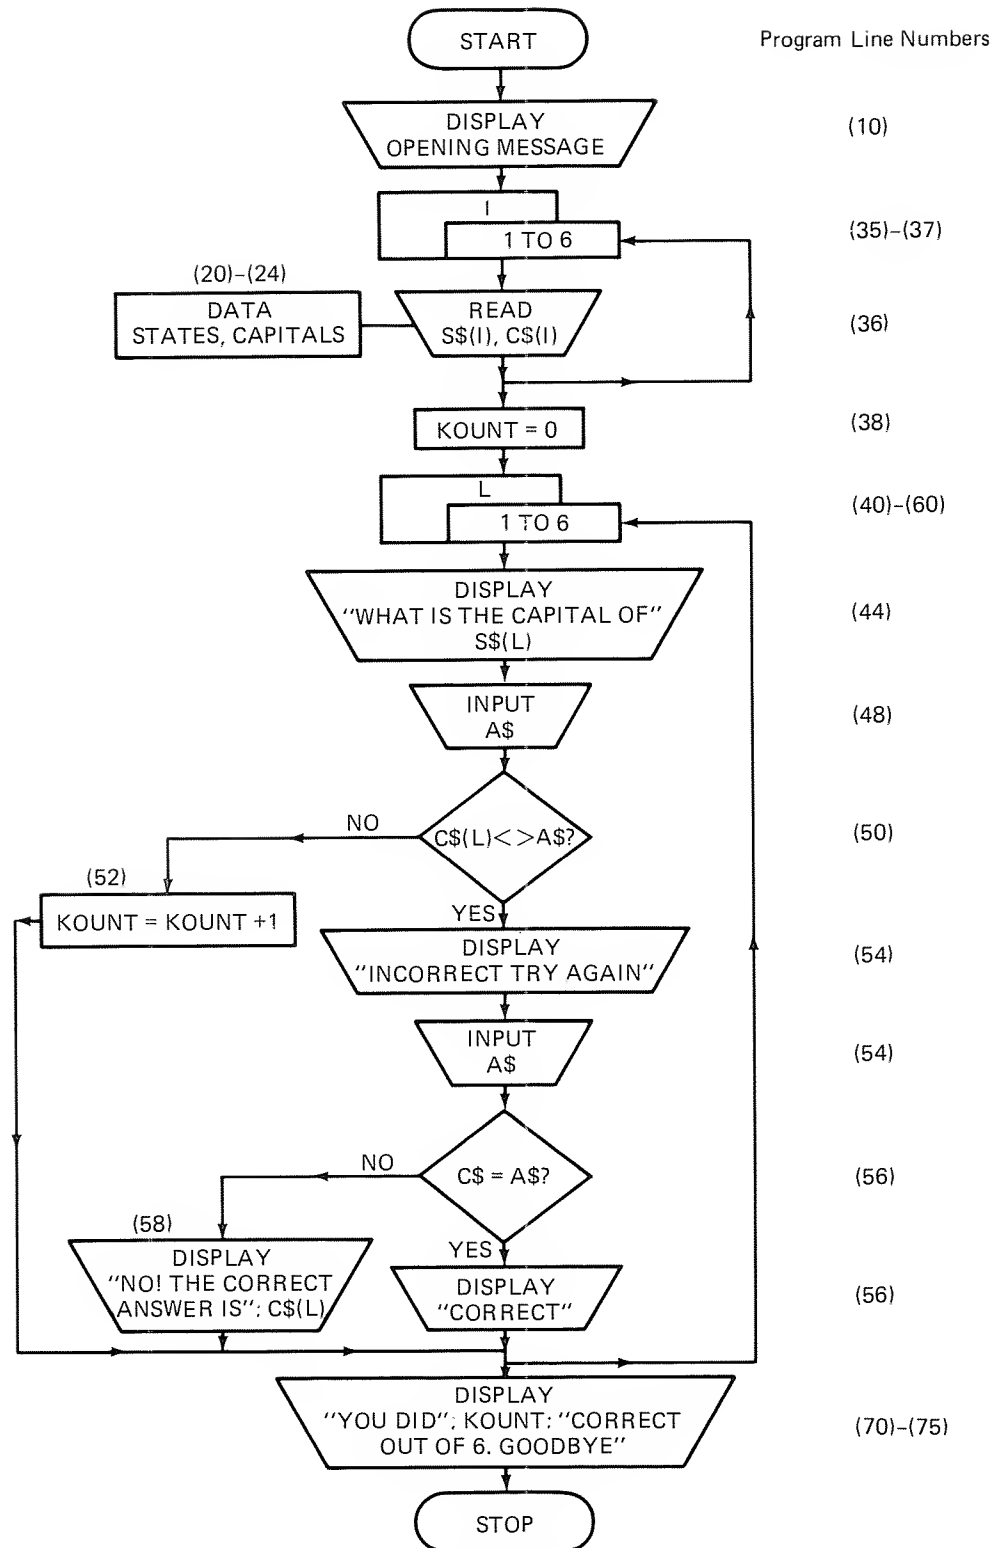 START
Program Line Numbers
DISPLAY
OPENING MESSAGE
(10)
I
1 TO 6
(35)–(37)
(20)–(24)
DATA
STATES, CAPITALS
READ
S$(I), C$(I)
(36)
KOUNT = 0
(38)
L
1 TO 6
(40)–(60)
DISPLAY
"WHAT IS THE CAPITAL OF"
S$(L)
(44)
INPUT
A$
(48)
C$(L)< >A$?
(50)
NO
(52)
KOUNT = KOUNT +1
YES
DISPLAY
"INCORRECT TRY AGAIN"
(54)
INPUT
A$
(54)
C$ = A$?
(56)
NO
(58)
DISPLAY
"NO! THE CORRECT
ANSWER IS"; C$(L)
YES
DISPLAY
"CORRECT"
(56)
DISPLAY
"YOU DID"; KOUNT; "CORRECT
OUT OF 6. GOODBYE"
(70)–(75)
STOP